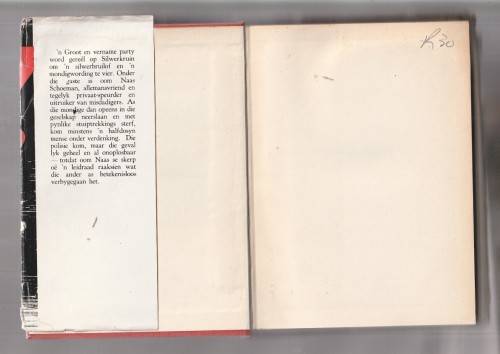 'n Groot en vername party
word gereël op Silwerkruin
om 'n silwerbruilof en 'n
mondigwording te vier. Onder
die gaste is oom Naas
Schoeman, allemansvriend en
tegelyk privaat-speurder en
uitruiker van misdadigers. As
die mondige dan opeens in die
geselskap neerslaan en met
pynlike stuiptrekkings sterf,
kom minstens 'n halfdosyn
mense onder verdenking. Die
polisie kom, maar die geval
lyk geheel en al onoplosbaar
— totdat oom Naas se skerp
oë 'n leidraad raaksien wat
die ander as betekenisloos
verbygegaan het.
R30